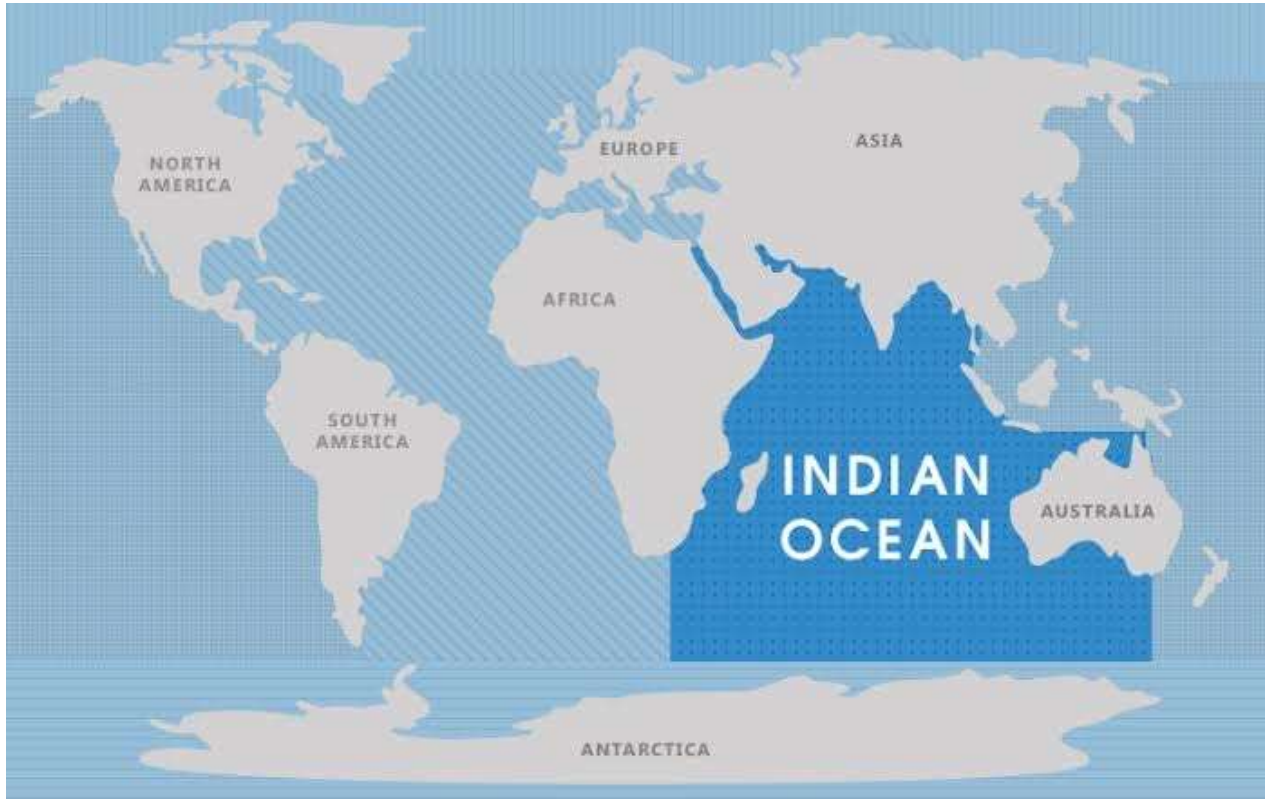 NORTH
AMERICA
EUROPE
ASIA
AFRICA
SOUTH
AMERICA
INDIAN
OCEAN
AUSTRALIA
ANTARCTICA